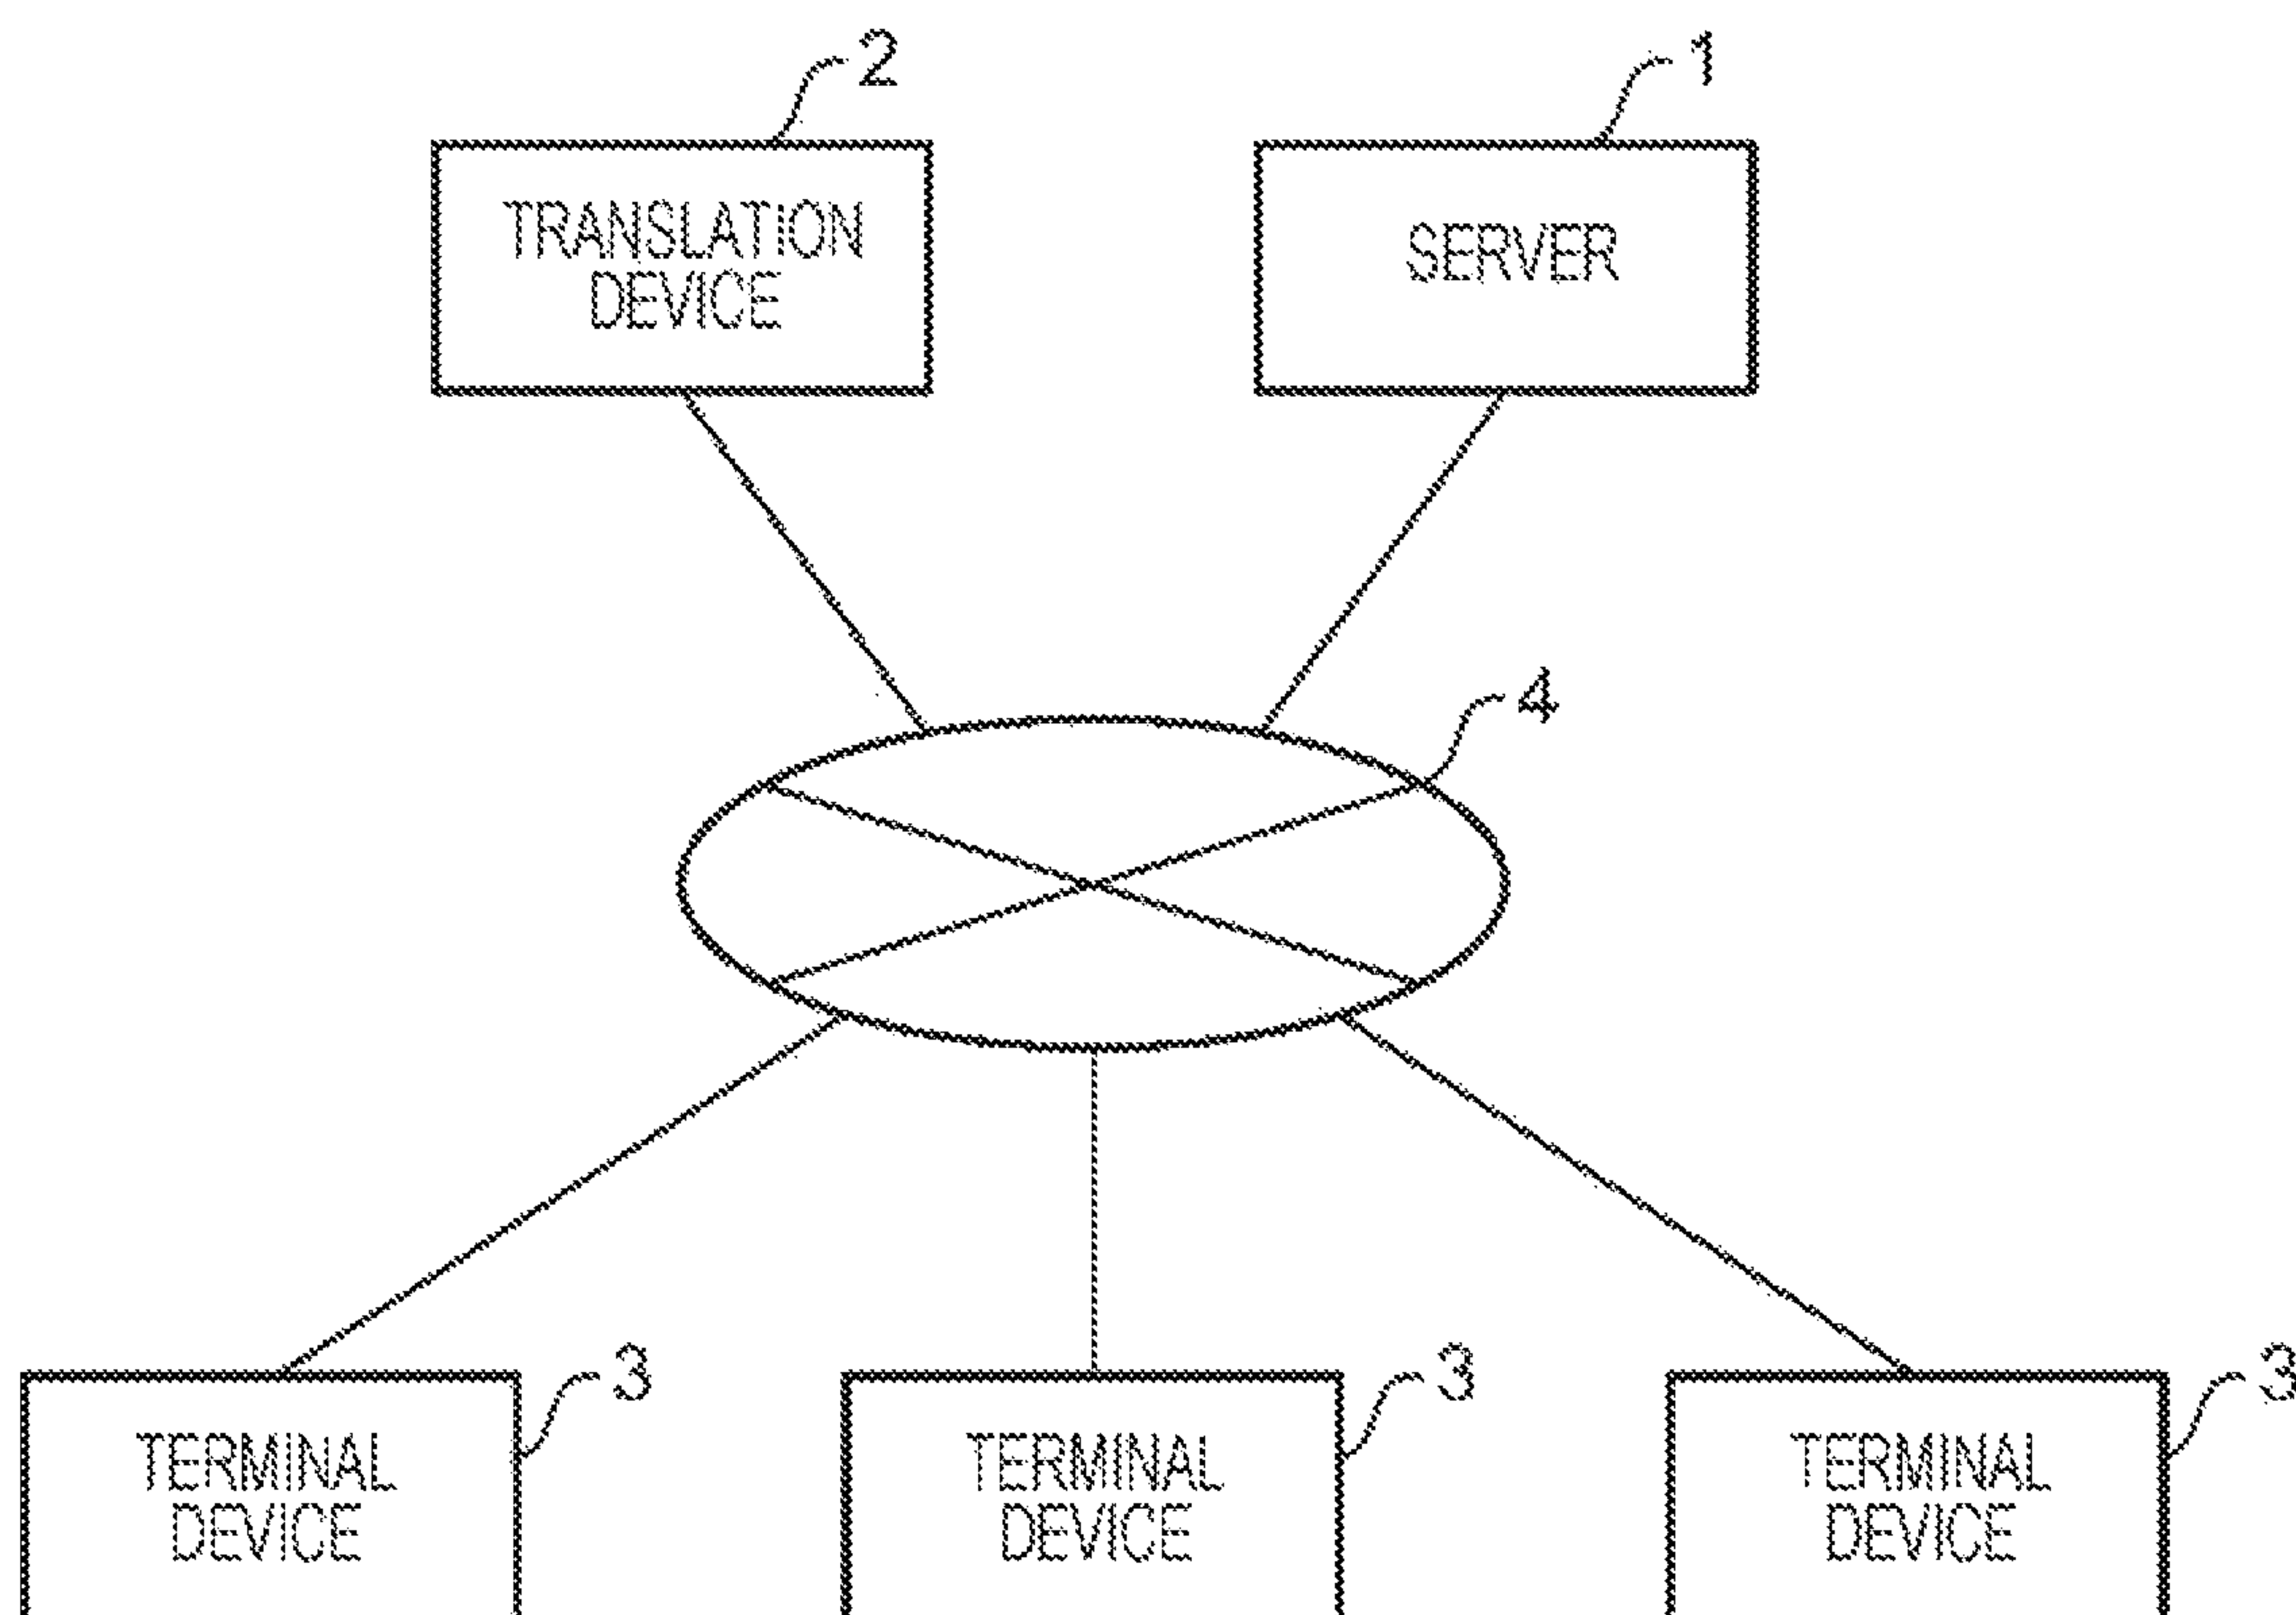 2
1
TRANSLATION
DEVICE
SERVER
4
3
3
3
TERMINAL
DEVICE
TERMINAL
DEVICE
TERMINAL
DEVICE